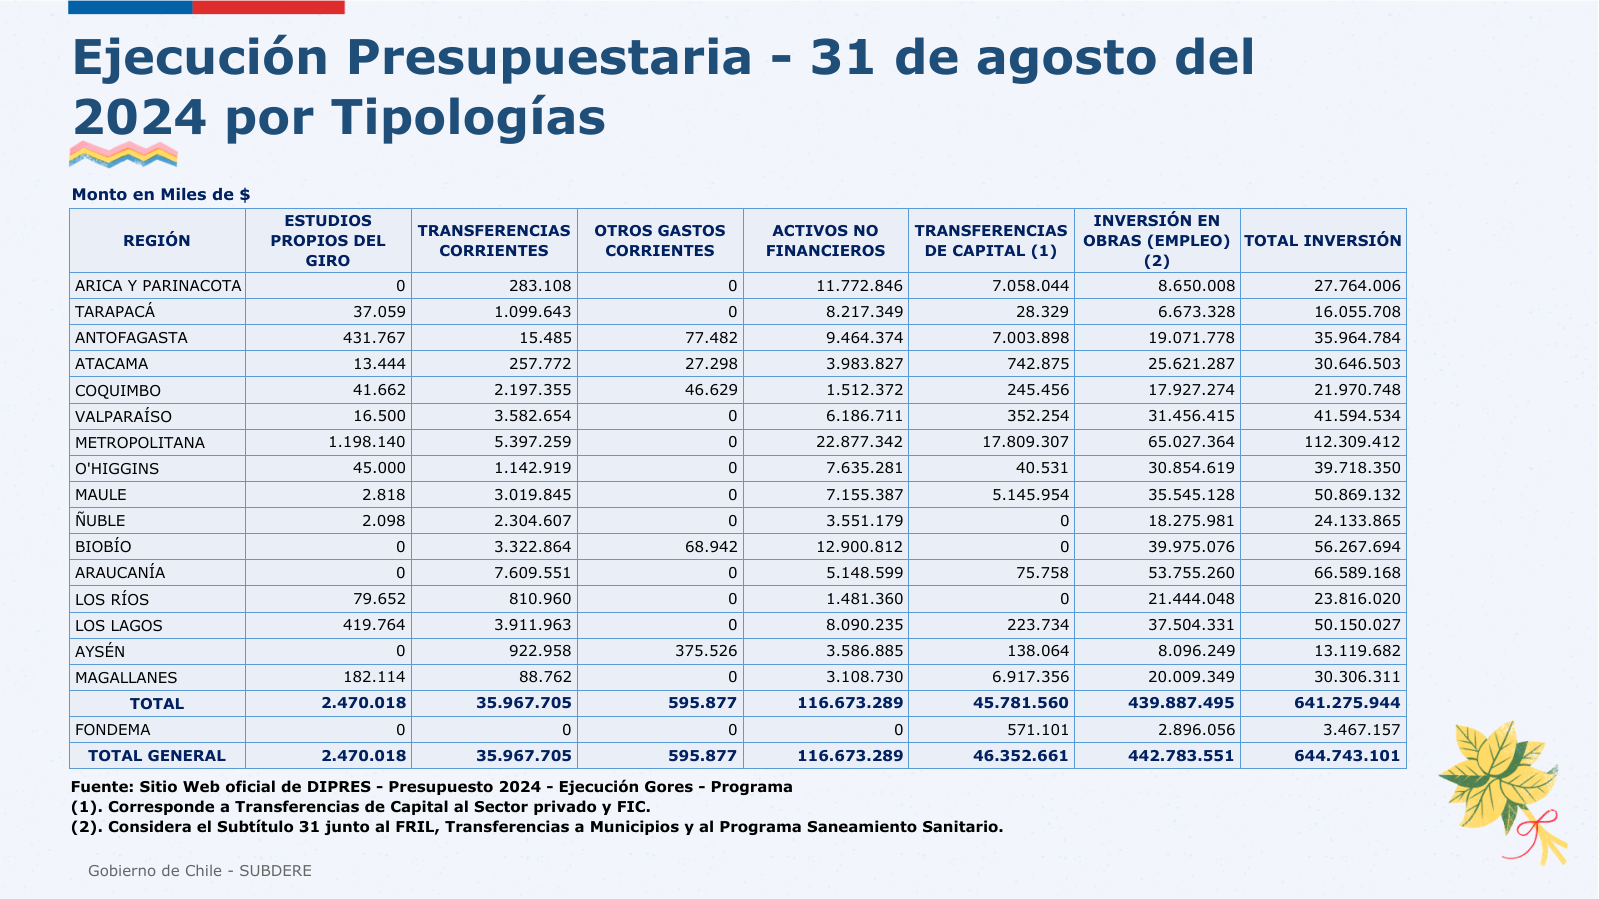 Ejecución Presupuestaria - 31 de agosto del
2024 por Tipologías
Monto en Miles de $
REGIÓN ESTUDIOS PROPIOS DEL GIRO TRANSFERENCIAS CORRIENTES OTROS GASTOS CORRIENTES ACTIVOS NO FINANCIEROS TRANSFERENCIAS DE CAPITAL (1) INVERSIÓN EN OBRAS (EMPLEO) (2) TOTAL INVERSIÓN
ARICA Y PARINACOTA 0 283.108 0 11.772.846 7.058.044 8.650.008 27.764.006
TARAPACÁ 37.059 1.099.643 0 8.217.349 28.329 6.673.328 16.055.708
ANTOFAGASTA 431.767 15.485 77.482 9.464.374 7.003.898 19.071.778 35.964.784
ATACAMA 13.444 257.772 27.298 3.983.827 742.875 25.621.287 30.646.503
COQUIMBO 41.662 2.197.355 46.629 1.512.372 245.456 17.927.274 21.970.748
VALPARAÍSO 16.500 3.582.654 0 6.186.711 352.254 31.456.415 41.594.534
METROPOLITANA 1.198.140 5.397.259 0 22.877.342 17.809.307 65.027.364 112.309.412
O'HIGGINS 45.000 1.142.919 0 7.635.281 40.531 30.854.619 39.718.350
MAULE 2.818 3.019.845 0 7.155.387 5.145.954 35.545.128 50.869.132
ÑUBLE 2.098 2.304.607 0 3.551.179 0 18.275.981 24.133.865
BIOBÍO 0 3.322.864 68.942 12.900.812 0 39.975.076 56.267.694
ARAUCANÍA 0 7.609.551 0 5.148.599 75.758 53.755.260 66.589.168
LOS RÍOS 79.652 810.960 0 1.481.360 0 21.444.048 23.816.020
LOS LAGOS 419.764 3.911.963 0 8.090.235 223.734 37.504.331 50.150.027
AYSÉN 0 922.958 375.526 3.586.885 138.064 8.096.249 13.119.682
MAGALLANES 182.114 88.762 0 3.108.730 6.917.356 20.009.349 30.306.311
TOTAL 2.470.018 35.967.705 595.877 116.673.289 45.781.560 439.887.495 641.275.944
FONDEMA 0 0 0 0 571.101 2.896.056 3.467.157
TOTAL GENERAL 2.470.018 35.967.705 595.877 116.673.289 46.352.661 442.783.551 644.743.101
Fuente: Sitio Web oficial de DIPRES - Presupuesto 2024 - Ejecución Gores - Programa
(1). Corresponde a Transferencias de Capital al Sector privado y FIC.
(2). Considera el Subtítulo 31 junto al FRIL, Transferencias a Municipios y al Programa Saneamiento Sanitario.
Gobierno de Chile - SUBDERE